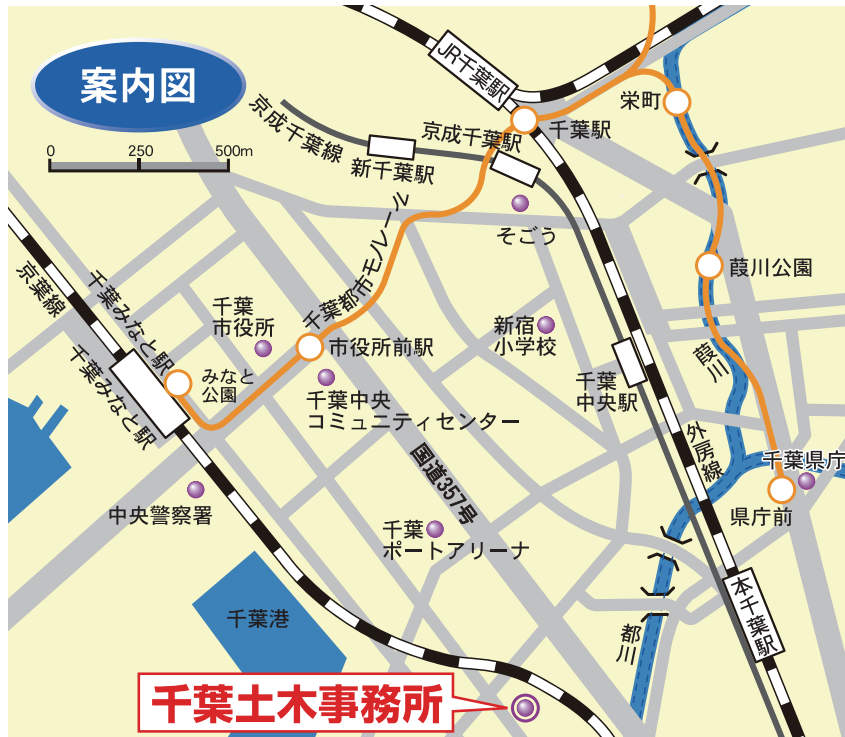 案内図
0 250 500m
JR千葉駅
栄町
京成千葉線
京成千葉駅
千葉駅
新千葉駅
そごう
千葉都市モノレール
葭川公園
京葉線
千葉みなと駅
千葉
市役所
新宿
小学校
市役所前駅
千葉みなと駅
みなと
公園
葭川
千葉
中央駅
千葉中央
コミュニティセンター
外房線
国道357号
千葉県庁
中央警察署
県庁前
千葉
ポートアリーナ
本千葉駅
千葉港
都川
千葉土木事務所